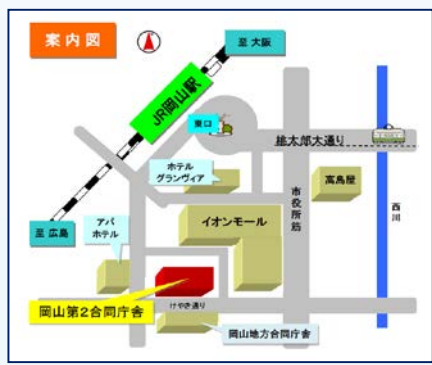 案内図
至 大阪
JR岡山駅
東口
桃太郎大通り
ホテル
グランヴィア
高島屋
市役所筋
西川
イオンモール
至 広島
アパ
ホテル
けやき通り
岡山第2合同庁舎
岡山地方合同庁舎